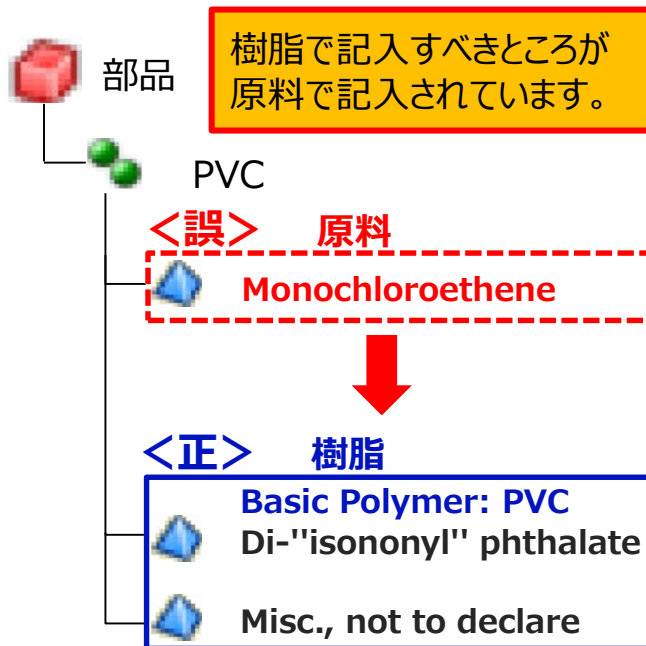 部品
樹脂で記入すべきところが
原料で記入されています。
PVC
＜誤＞ 原料
Monochloroethene
＜正＞ 樹脂
Basic Polymer: PVC
Di-''isononyl'' phthalate
Misc., not to declare